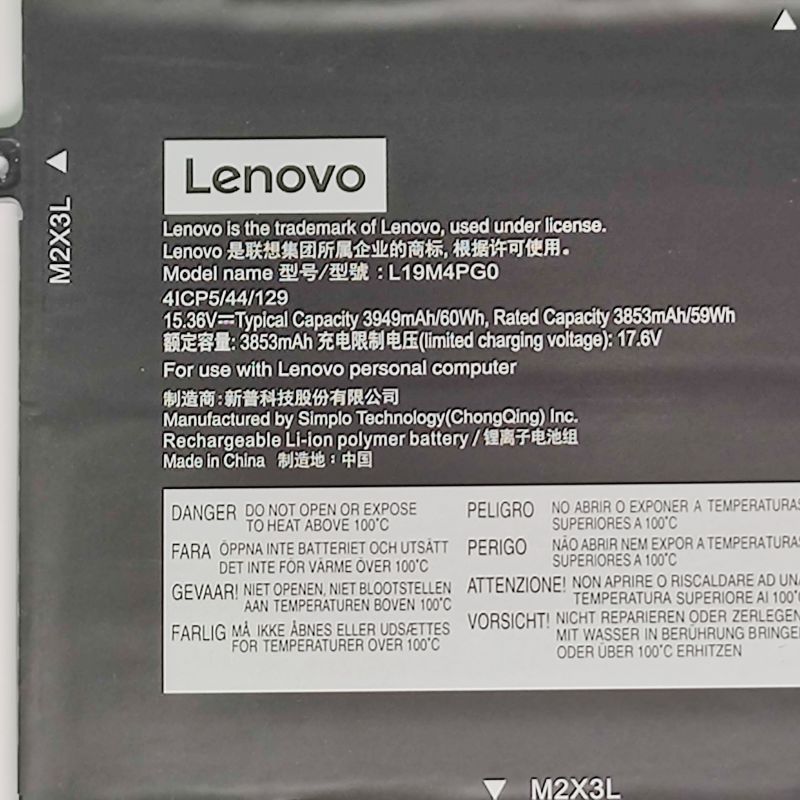 Lenovo
M2X3L
Lenovo is the trademark of Lenovo, used under license.
Lenovo 是联想集团所属企业的商标, 根据许可使用。
Model name 型号/型號 : L19M4PG0
4ICP5/44/129
15.36V⎓Typical Capacity 3949mAh/60Wh, Rated Capacity 3853mAh/59Wh
额定容量: 3853mAh 充电限制电压(limited charging voltage): 17.6V
For use with Lenovo personal computer
制造商:新普科技股份有限公司
Manufactured by Simplo Technology(ChongQing) Inc.
Rechargeable Li-ion polymer battery / 锂离子电池组
Made in China 制造地：中国
DANGER DO NOT OPEN OR EXPOSE
TO HEAT ABOVE 100°C
FARA ÖPPNA INTE BATTERIET OCH UTSÄTT
DET INTE FÖR VÄRME ÖVER 100°C
GEVAAR! NIET OPENEN, NIET BLOOTSTELLEN
AAN TEMPERATUREN BOVEN 100°C
FARLIG MÅ IKKE ÅBNES ELLER UDSÆTTES
FOR TEMPERATURER OVER 100°C
PELIGRO NO ABRIR O EXPONER A TEMPERATURAS
SUPERIORES A 100°C
PERIGO NÃO ABRIR NEM EXPOR A TEMPERATURAS
SUPERIORES A 100°C
ATTENZIONE! NON APRIRE O RISCALDARE AD UNA
TEMPERATURA SUPERIORE AI 100°
VORSICHT! NICHT REPARIEREN ODER ZERLEGEN
MIT WASSER IN BERÜHRUNG BRINGE
ODER ÜBER 100°C ERHITZEN
M2X3L